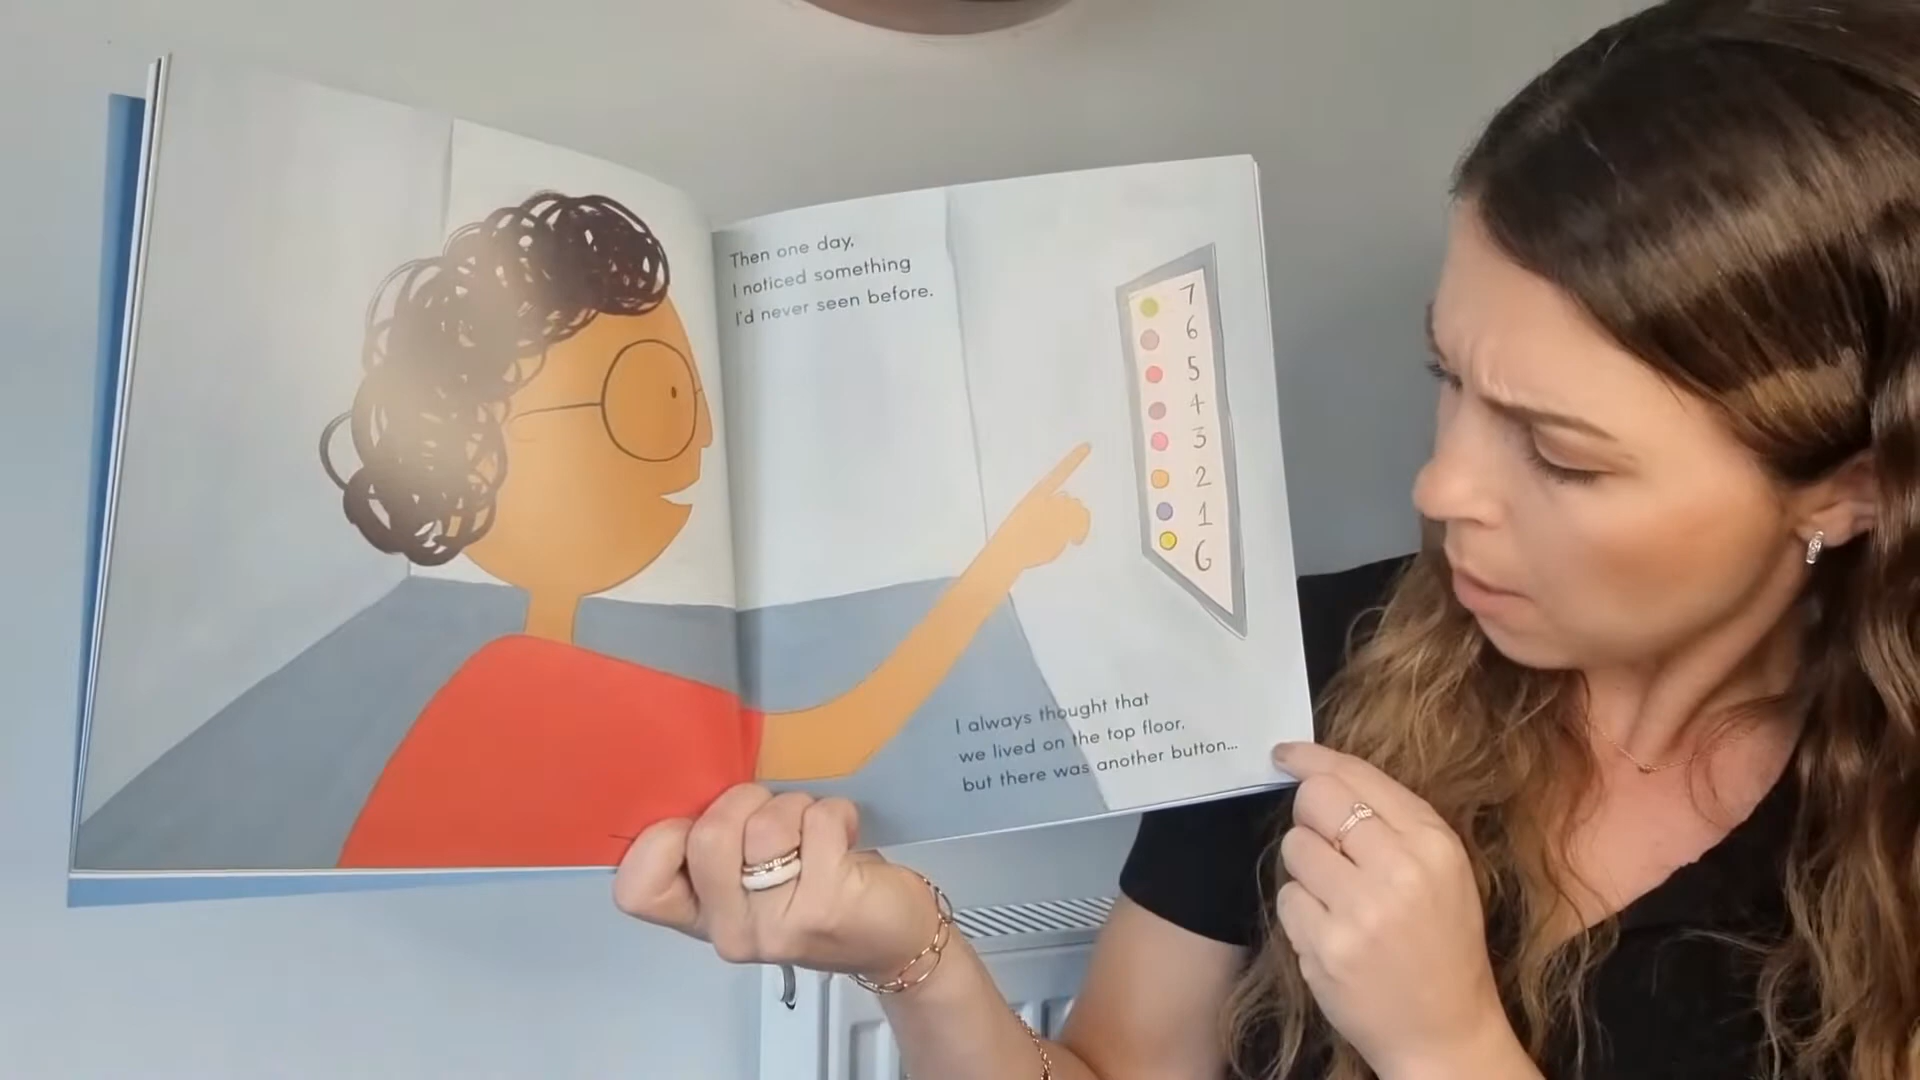 Then one day,
I noticed something
I'd never seen before.
7
6
5
4
3
2
1
G
I always thought that
we lived on the top floor,
but there was another button...